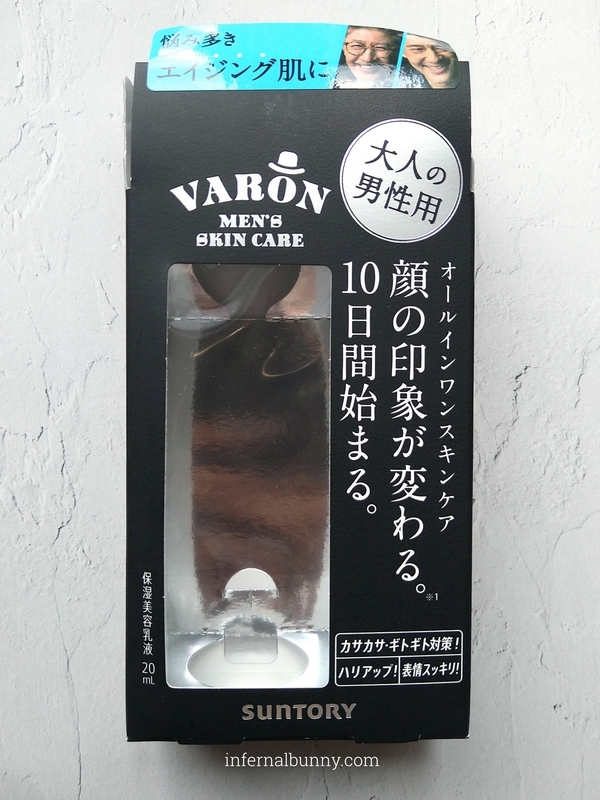 悩み多き
エイジング肌に
大人の
男性用
VARON
MEN'S
SKIN CARE
オールインワンスキンケア
顔の印象が変わる。※1
10日間始まる。
保湿美容乳液 20mL
カサカサ・ギトギト対策!
ハリアップ! 表情スッキリ!
SUNTORY
infernalbunny.com